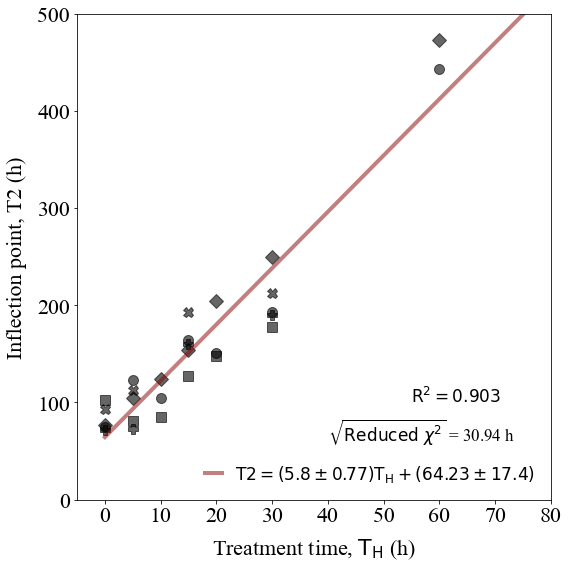 500
400
300
200
100
0
Inflection point, T2 (h)
R² = 0.903
√Reduced χ² = 30.94 h
T2 = (5.8 ± 0.77)T_H + (64.23 ± 17.4)
0 10 20 30 40 50 60 70 80
Treatment time, T_H (h)